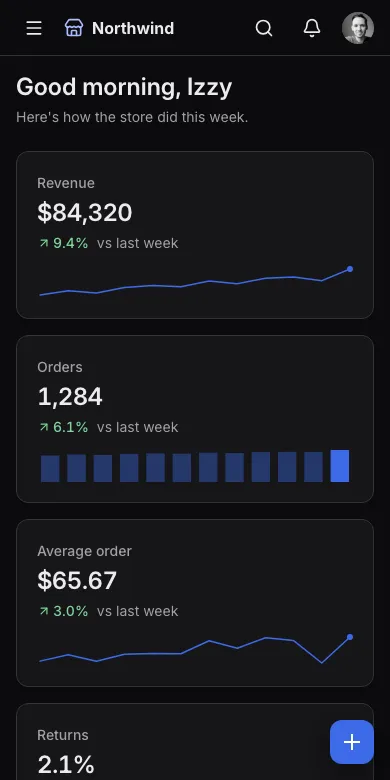 Northwind
Good morning, Izzy
Here's how the store did this week.
Revenue
$84,320
9.4% vs last week
Orders
1,284
6.1% vs last week
Average order
$65.67
3.0% vs last week
Returns
2.1%